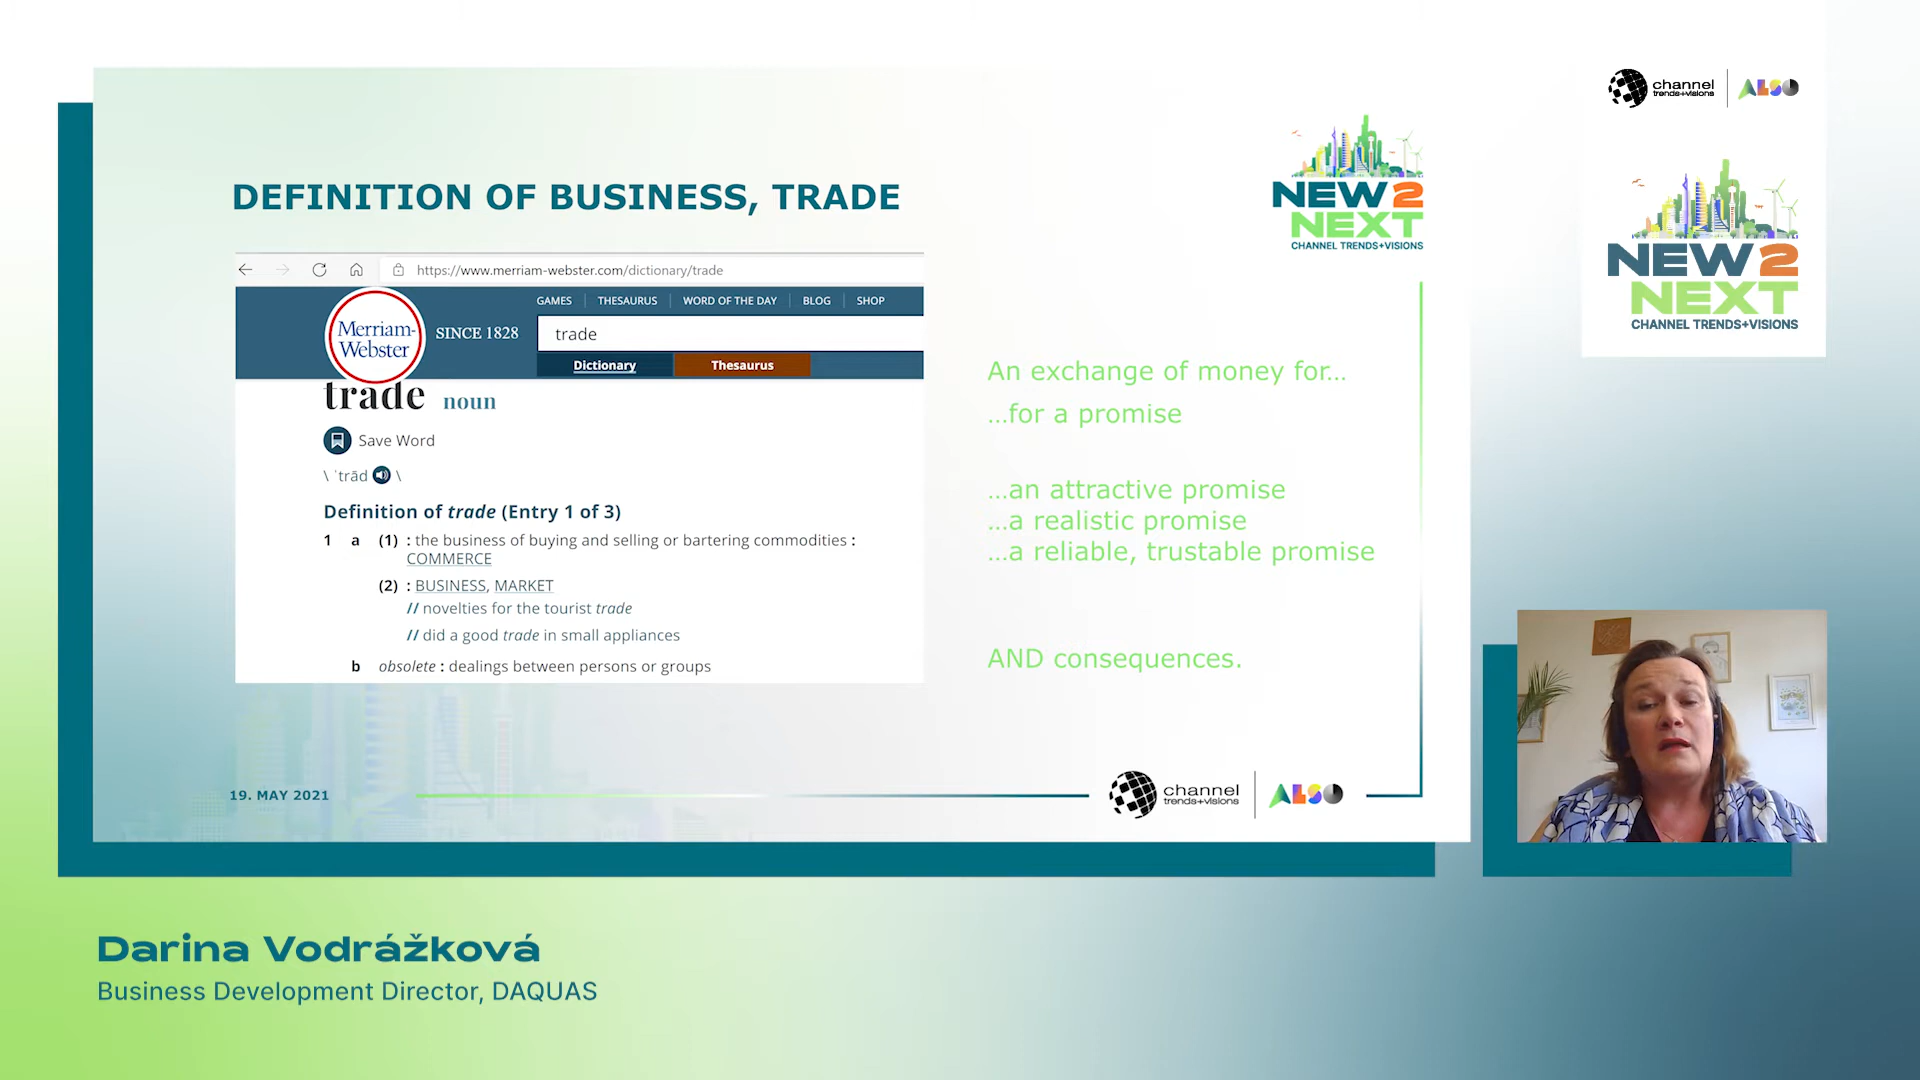 channel
trends+visions
ALSO
NEW 2
NEXT
CHANNEL TRENDS+VISIONS
DEFINITION OF BUSINESS, TRADE
NEW 2
NEXT
CHANNEL TRENDS+VISIONS
https://www.merriam-webster.com/dictionary/trade
GAMES
THESAURUS
WORD OF THE DAY
BLOG
SHOP
Merriam-
Webster
SINCE 1828
trade
Dictionary
Thesaurus
trade noun
Save Word
\ ˈtrād \
Definition of trade (Entry 1 of 3)
1 a (1) : the business of buying and selling or bartering commodities :
COMMERCE
(2) : BUSINESS, MARKET
// novelties for the tourist trade
// did a good trade in small appliances
b obsolete : dealings between persons or groups
An exchange of money for...
...for a promise
...an attractive promise
...a realistic promise
...a reliable, trustable promise
AND consequences.
19. MAY 2021
channel
trends+visions
ALSO
Darina Vodrážková
Business Development Director, DAQUAS